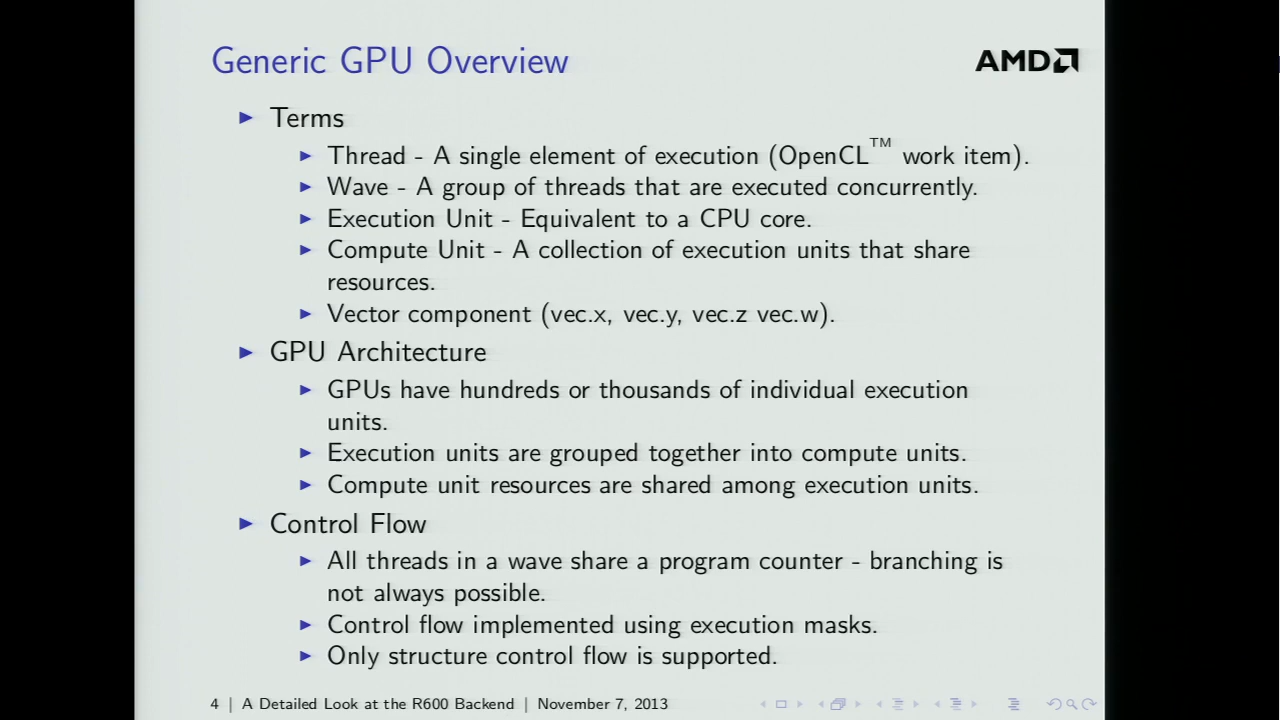 Generic GPU Overview
AMD
Terms
Thread - A single element of execution (OpenCL™ work item).
Wave - A group of threads that are executed concurrently.
Execution Unit - Equivalent to a CPU core.
Compute Unit - A collection of execution units that share
resources.
Vector component (vec.x, vec.y, vec.z vec.w).
GPU Architecture
GPUs have hundreds or thousands of individual execution
units.
Execution units are grouped together into compute units.
Compute unit resources are shared among execution units.
Control Flow
All threads in a wave share a program counter - branching is
not always possible.
Control flow implemented using execution masks.
Only structure control flow is supported.
4 | A Detailed Look at the R600 Backend | November 7, 2013